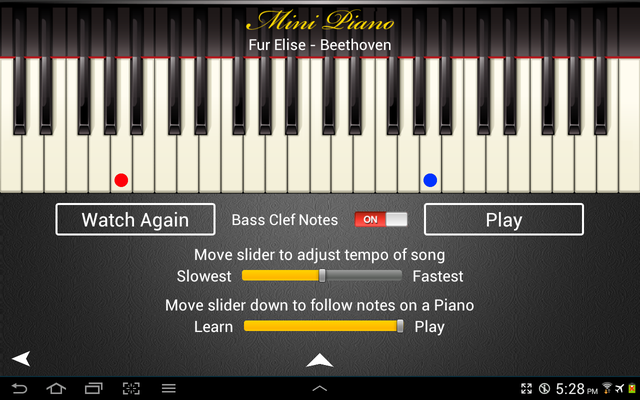 Mini Piano
Fur Elise - Beethoven
Watch Again
Bass Clef Notes ON
Play
Move slider to adjust tempo of song
Slowest Fastest
Move slider down to follow notes on a Piano
Learn Play
5:28 PM